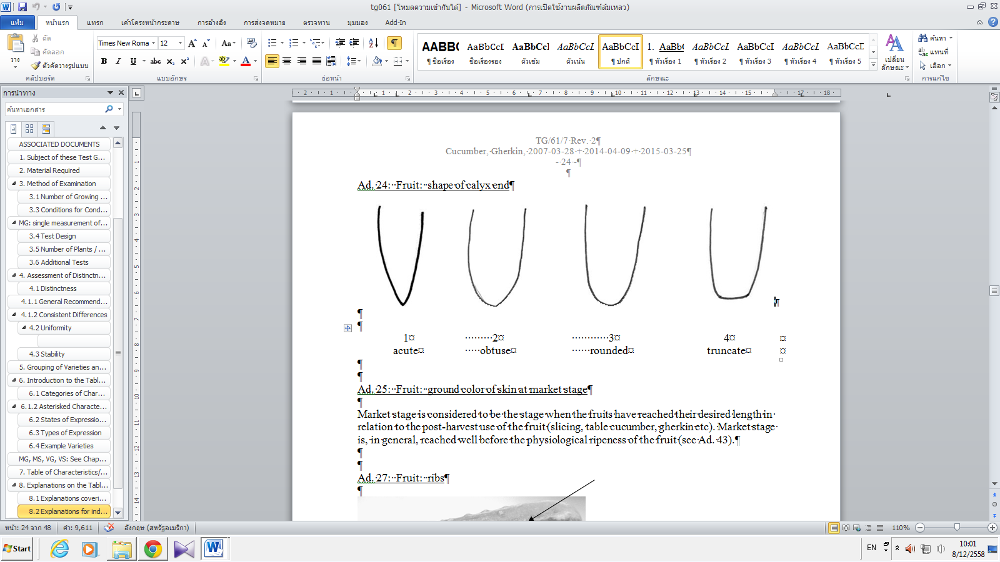 tg061 [โหมดความเข้ากันได้] - Microsoft Word (การเปิดใช้งานผลิตภัณฑ์ล้มเหลว)
แฟ้ม หน้าแรก แทรก เค้าโครงหน้ากระดาษ การอ้างอิง การส่งจดหมาย ตรวจทาน มุมมอง Add-In
วาง
ตัด
คัดลอก
ตัวคัดวางรูปแบบ
คลิปบอร์ด
Times New Roma 12
แบบอักษร
ย่อหน้า
AABBC AaBbCcI AaBbCcI AaBbCcL AaBbCcI 1. AaBb( AaBbCcI AaBbCcI AaBbCcI AaBbCcD
¶ ชื่อเรื่อง ชื่อเรื่องรอง ตัวเข้ม ตัวเน้น ¶ ปกติ ¶ หัวเรื่อง 1 ¶ หัวเรื่อง 2 ¶ หัวเรื่อง 3 ¶ หัวเรื่อง 4 ¶ หัวเรื่อง 5
ลักษณะ
เปลี่ยน
ลักษณะ
ค้นหา
แทนที่
เลือก
การแก้ไข
การนำทาง
ค้นหาเอกสาร
ASSOCIATED DOCUMENTS
1. Subject of these Test G...
2. Material Required
3. Method of Examination
3.1 Number of Growing ...
3.3 Conditions for Cond...
MG: single measurement of...
3.4 Test Design
3.5 Number of Plants / ...
3.6 Additional Tests
4. Assessment of Distinctn...
4.1 Distinctness
4.1.1 General Recommend...
4.1.2 Consistent Differences
4.2 Uniformity
4.3 Stability
5. Grouping of Varieties an...
6. Introduction to the Tabl...
6.1 Categories of Char...
6.1.2 Asterisked Characte...
6.2 States of Expressio...
6.3 Types of Expression
6.4 Example Varieties
MG, MS, VG, VS: See Chap...
7. Table of Characteristics/...
8. Explanations on the Tabl...
8.1 Explanations coveri...
8.2 Explanations for ind...
TG/61/7 Rev. 2¶
Cucumber, Gherkin, 2007-03-28 + 2014-04-09 + 2015-03-25¶
- 24 -¶
¶
Ad. 24: Fruit: shape of calyx end¶
¶
¶
¶
1¤ 2¤ 3¤ 4¤ ¤
acute¤ obtuse¤ rounded¤ truncate¤ ¤
¶
¶
Ad. 25: Fruit: ground color of skin at market stage¶
¶
Market stage is considered to be the stage when the fruits have reached their desired length in
relation to the post-harvest use of the fruit (slicing, table cucumber, gherkin etc). Market stage
is, in general, reached well before the physiological ripeness of the fruit (see Ad. 43).¶
¶
¶
Ad. 27: Fruit: ribs¶
¶
หน้า: 24 จาก 48 คำ: 9,611 อังกฤษ (สหรัฐอเมริกา) 110%
Start EN 10:01
8/12/2558